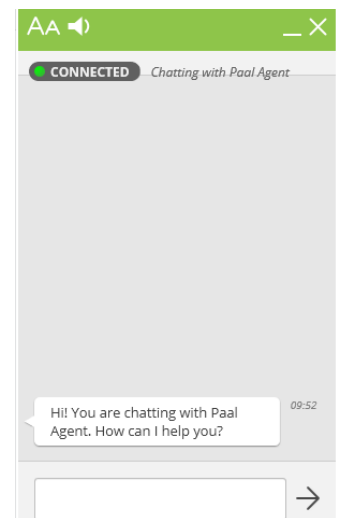 AA
CONNECTED Chatting with Paal Agent
Hi! You are chatting with Paal
Agent. How can I help you?
09:52